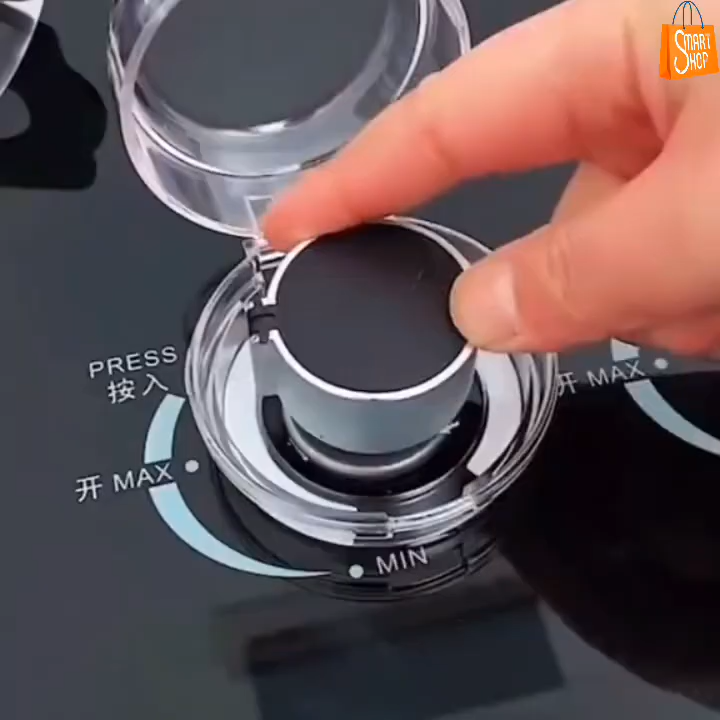 SMART
SHOP
PRESS
按入
开 MAX
MIN
开 MAX